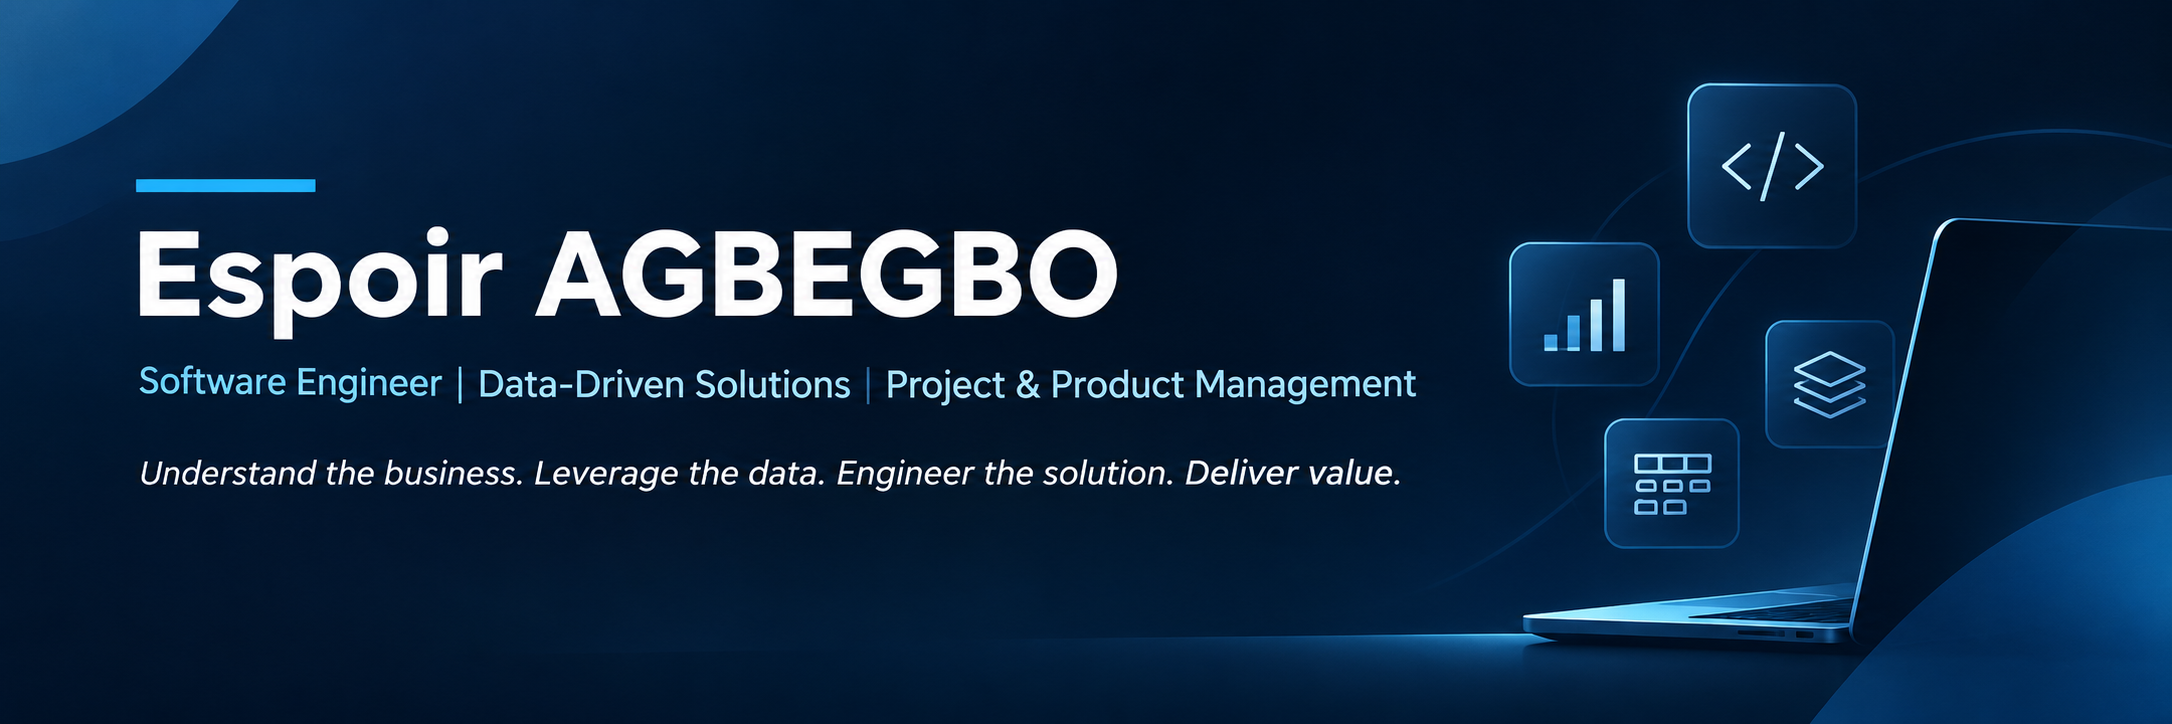 Espoir AGBEGBO
Software Engineer | Data-Driven Solutions | Project & Product Management
Understand the business. Leverage the data. Engineer the solution. Deliver value.